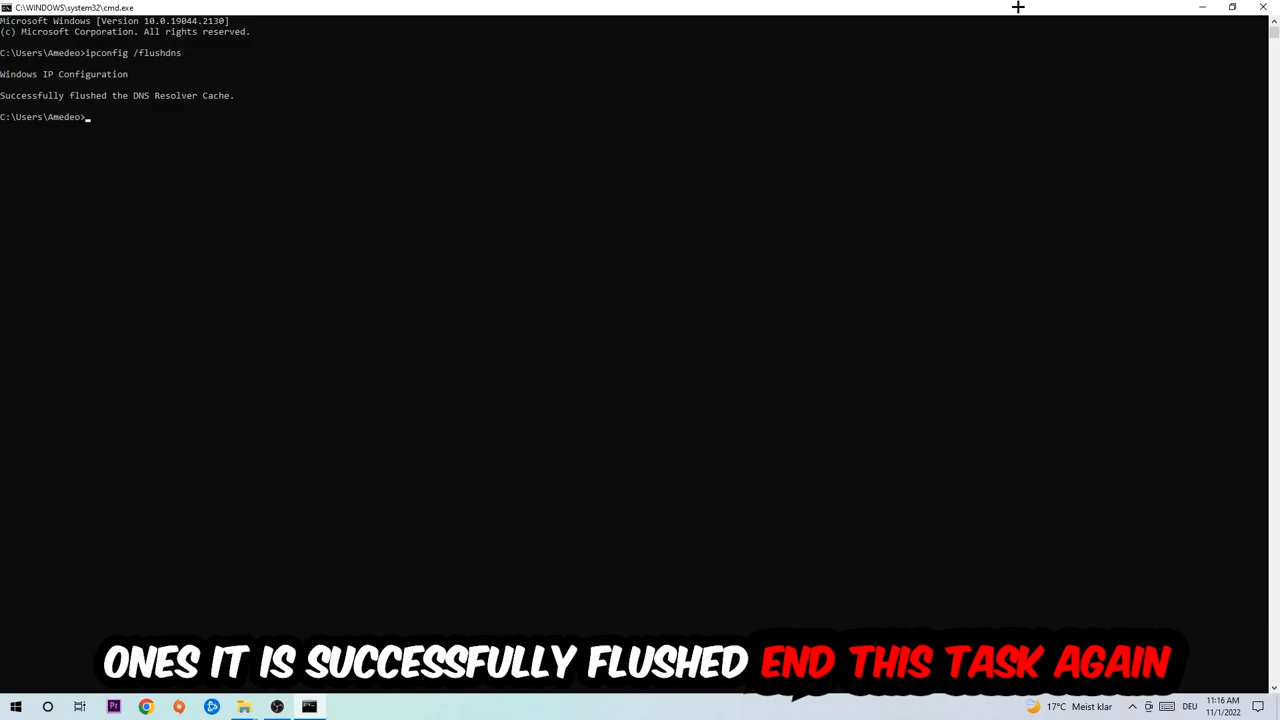 C:\WINDOWS\system32\cmd.exe
Microsoft Windows [Version 10.0.19044.2130]
(c) Microsoft Corporation. All rights reserved.
C:\Users\Amedeo>ipconfig /flushdns
Windows IP Configuration
Successfully flushed the DNS Resolver Cache.
C:\Users\Amedeo>_
ONES IT IS SUCCESSFULLY FLUSHED END THIS TASK AGAIN
Pr 17°C Meist klar DEU 11:16 AM
11/1/2022